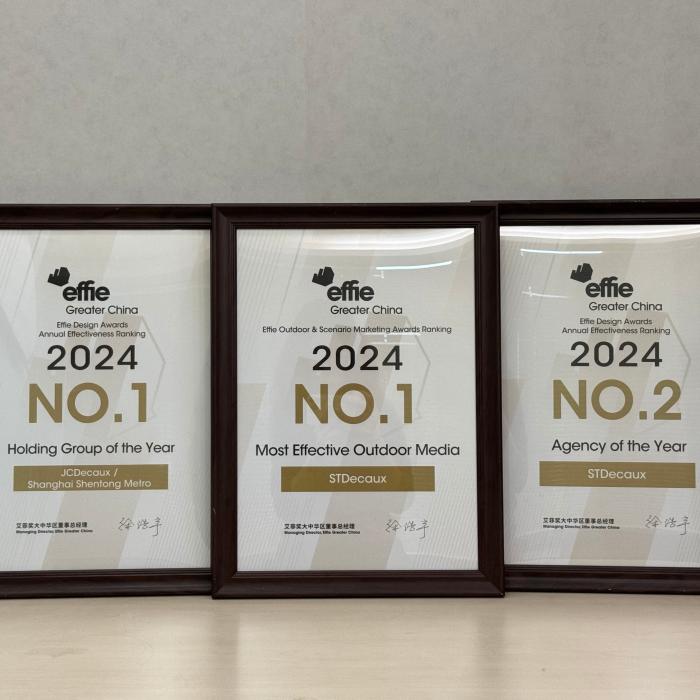 effie
Greater China
Effie Design Awards
Annual Effectiveness Ranking
2024
NO.1
Holding Group of the Year
JCDecaux /
Shanghai Shentong Metro
艾菲奖大中华区董事总经理
Managing Director, Effie Greater China
徐浩宇
effie
Greater China
Effie Outdoor & Scenario Marketing Awards Ranking
2024
NO.1
Most Effective Outdoor Media
STDecaux
艾菲奖大中华区董事总经理
Managing Director, Effie Greater China
effie
Greater China
Effie Design Awards
Annual Effectiveness Ranking
2024
NO.2
Agency of the Year
STDecaux
艾菲奖大中华区董事总经理
Managing Director, Effie Greater China